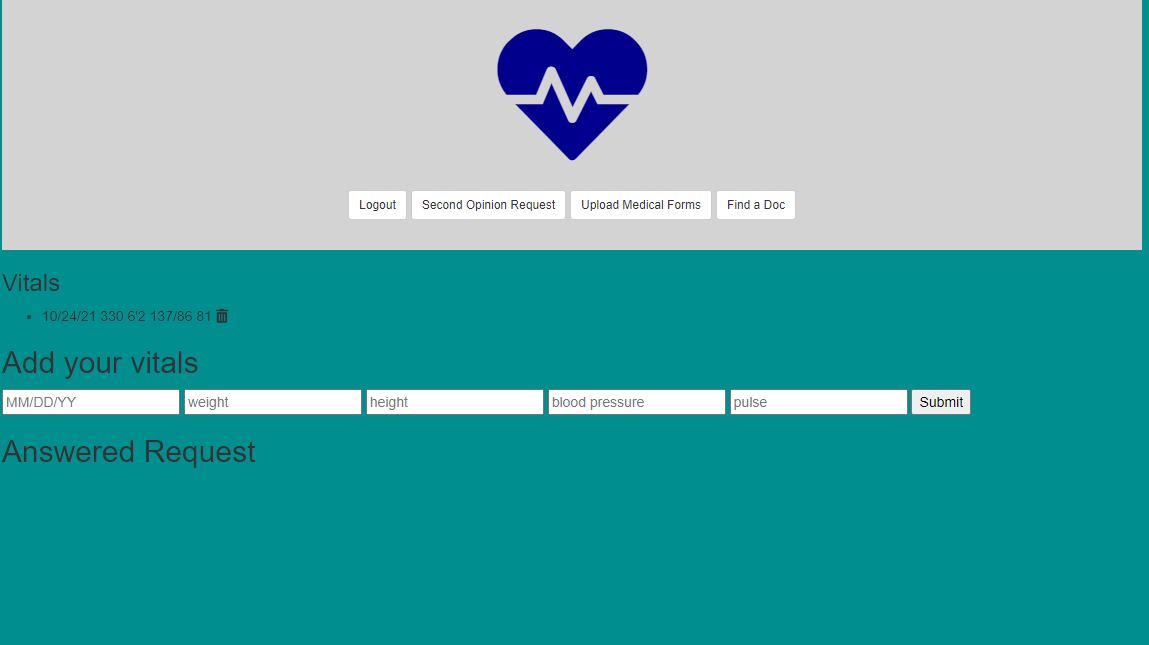 Logout Second Opinion Request Upload Medical Forms Find a Doc
Vitals
10/24/21 330 6'2 137/86 81
Add your vitals
MM/DD/YY weight height blood pressure pulse Submit
Answered Request